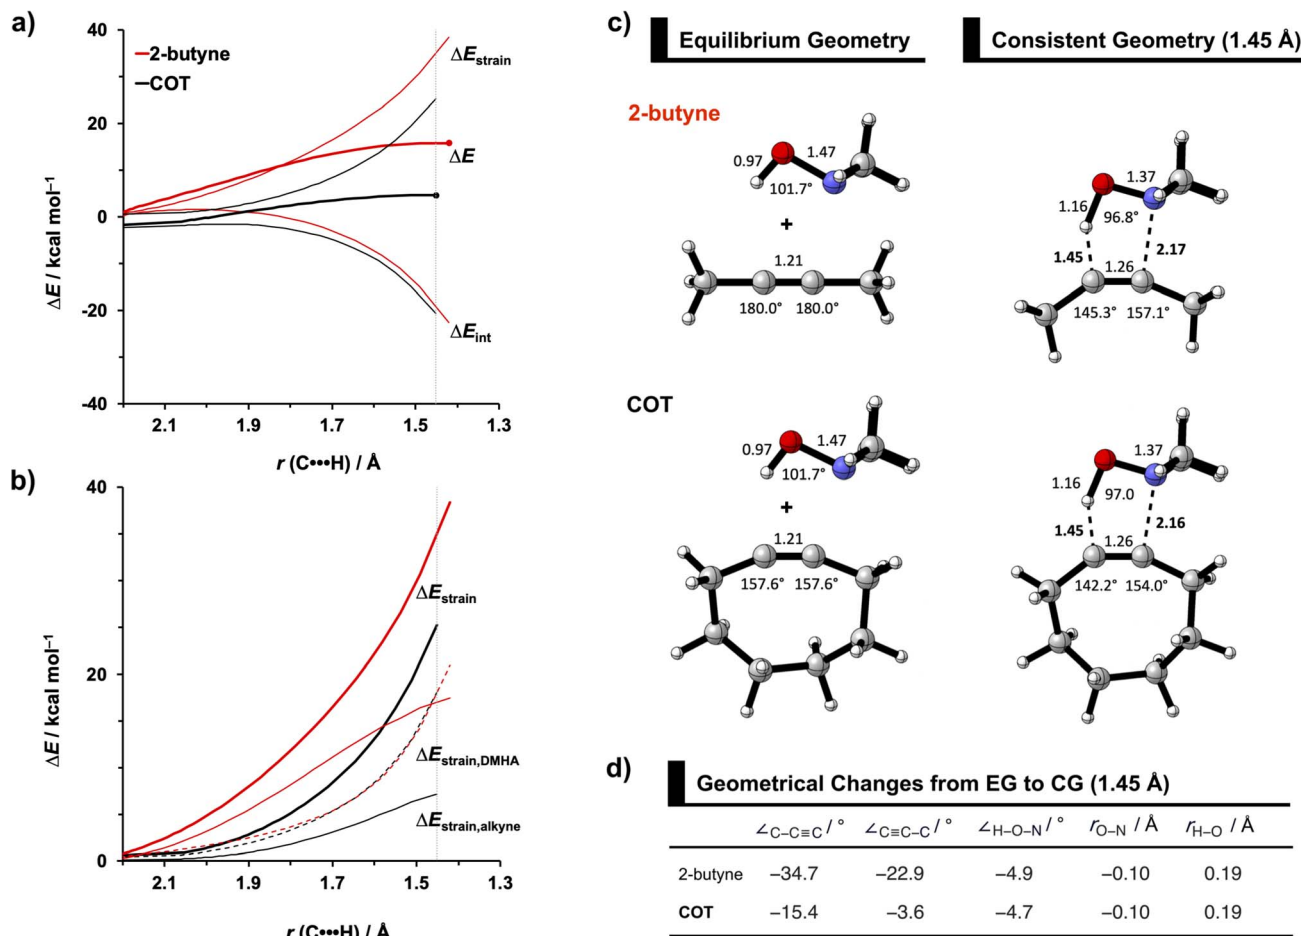 a)
40
20
0
-20
-40
2-butyne
COT
ΔEstrain
ΔE
ΔEint
ΔE / kcal mol⁻¹
2.1 1.9 1.7 1.5 1.3
r (C•••H) / Å
b)
40
20
0
ΔEstrain
ΔEstrain,DMHA
ΔEstrain,alkyne
ΔE / kcal mol⁻¹
2.1 1.9 1.7 1.5 1.3
r (C•••H) / Å
c)
Equilibrium Geometry
Consistent Geometry (1.45 Å)
2-butyne
0.97
1.47
101.7°
+
1.21
180.0° 180.0°
1.37
1.16
96.8°
1.45
2.17
1.26
145.3° 157.1°
COT
0.97
1.47
101.7°
+
1.21
157.6° 157.6°
1.37
1.16
97.0
1.45
2.16
1.26
142.2° 154.0°
d)
Geometrical Changes from EG to CG (1.45 Å)
∠C–C≡C / ° ∠C≡C–C / ° ∠H–O–N / ° rO–N / Å rH–O / Å
2-butyne –34.7 –22.9 –4.9 –0.10 0.19
COT –15.4 –3.6 –4.7 –0.10 0.19